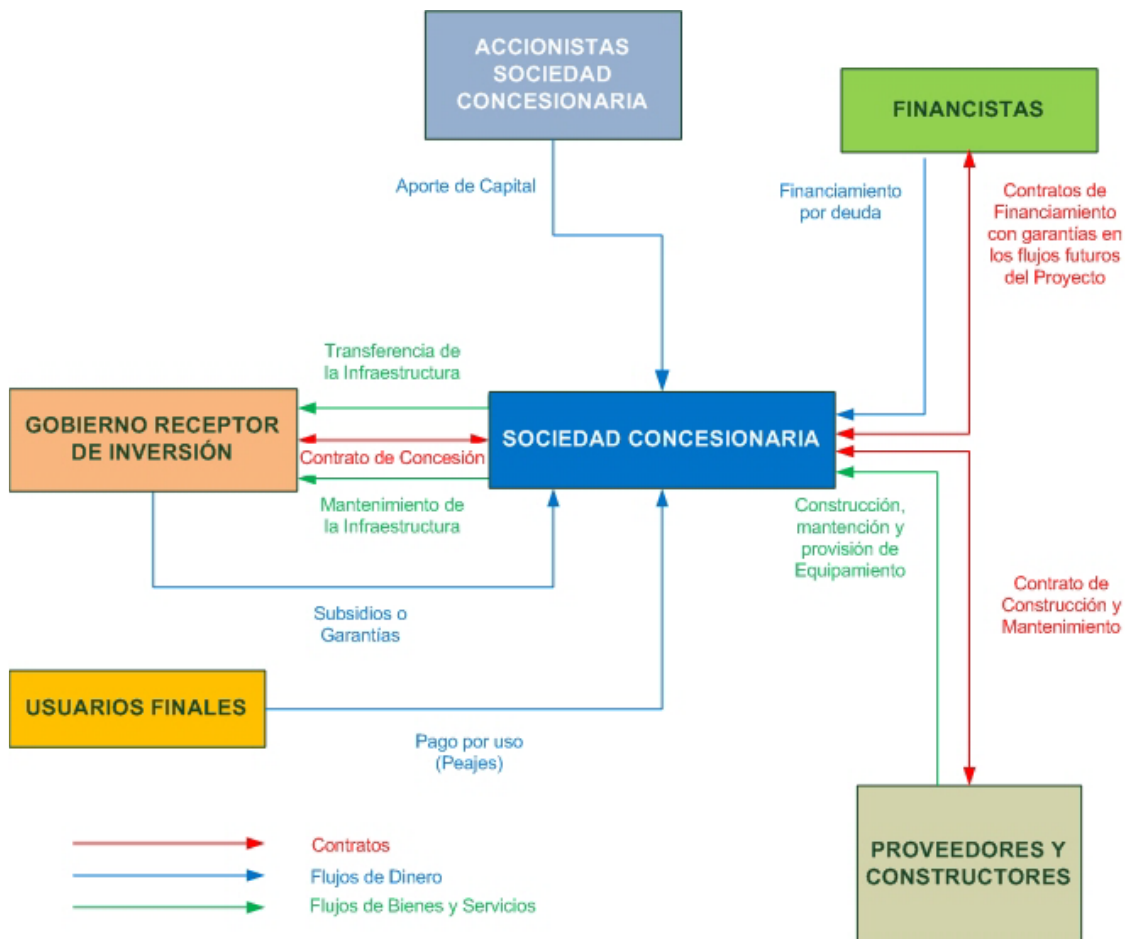 ACCIONISTAS
SOCIEDAD
CONCESIONARIA
FINANCISTAS
Aporte de Capital
Financiamiento
por deuda
Contratos de
Financiamiento
con garantías en
los flujos futuros
del Proyecto
Transferencia de
la Infraestructura
GOBIERNO RECEPTOR
DE INVERSIÓN
Contrato de Concesión
SOCIEDAD CONCESIONARIA
Mantenimiento de
la Infraestructura
Construcción,
mantención y
provisión de
Equipamiento
Contrato de
Construcción y
Mantenimiento
Subsidios o
Garantías
USUARIOS FINALES
Pago por uso
(Peajes)
PROVEEDORES Y
CONSTRUCTORES
Contratos
Flujos de Dinero
Flujos de Bienes y Servicios